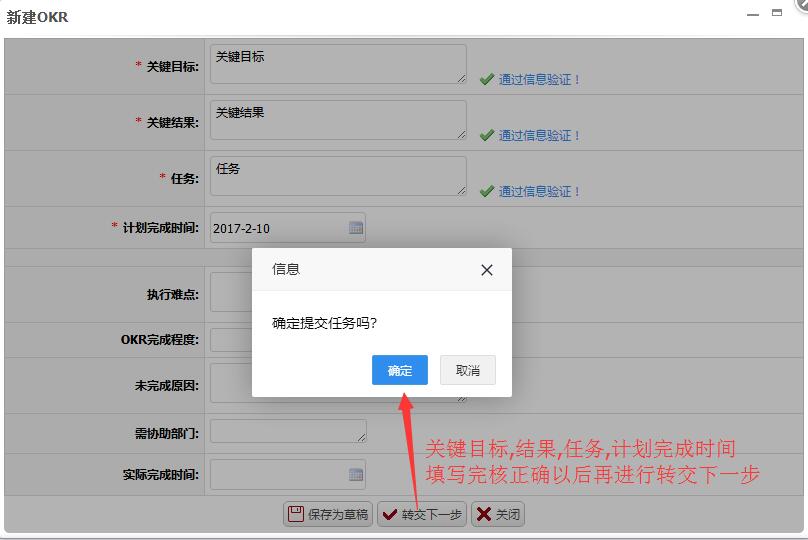 新建OKR
* 关键目标: 关键目标 通过信息验证！
* 关键结果: 关键结果 通过信息验证！
* 任务: 任务 通过信息验证！
* 计划完成时间: 2017-2-10
信息
执行难点:
确定提交任务吗?
OKR完成程度:
确定 取消
未完成原因:
需协助部门:
关键目标,结果,任务,计划完成时间
填写完核正确以后再进行转交下一步
实际完成时间:
保存为草稿 转交下一步 关闭